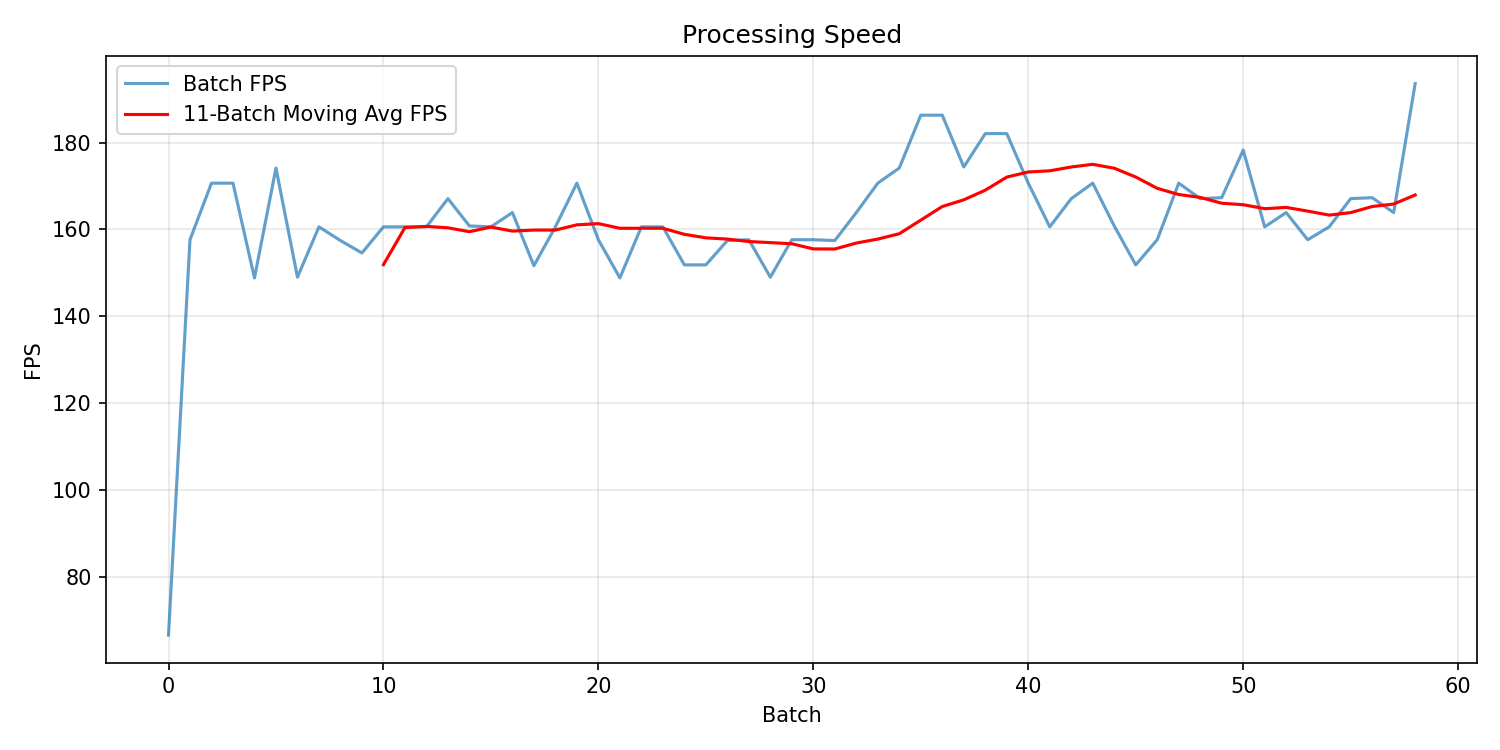 Processing Speed
Batch FPS
11-Batch Moving Avg FPS
180
160
140
120
100
80
FPS
0 10 20 30 40 50 60
Batch